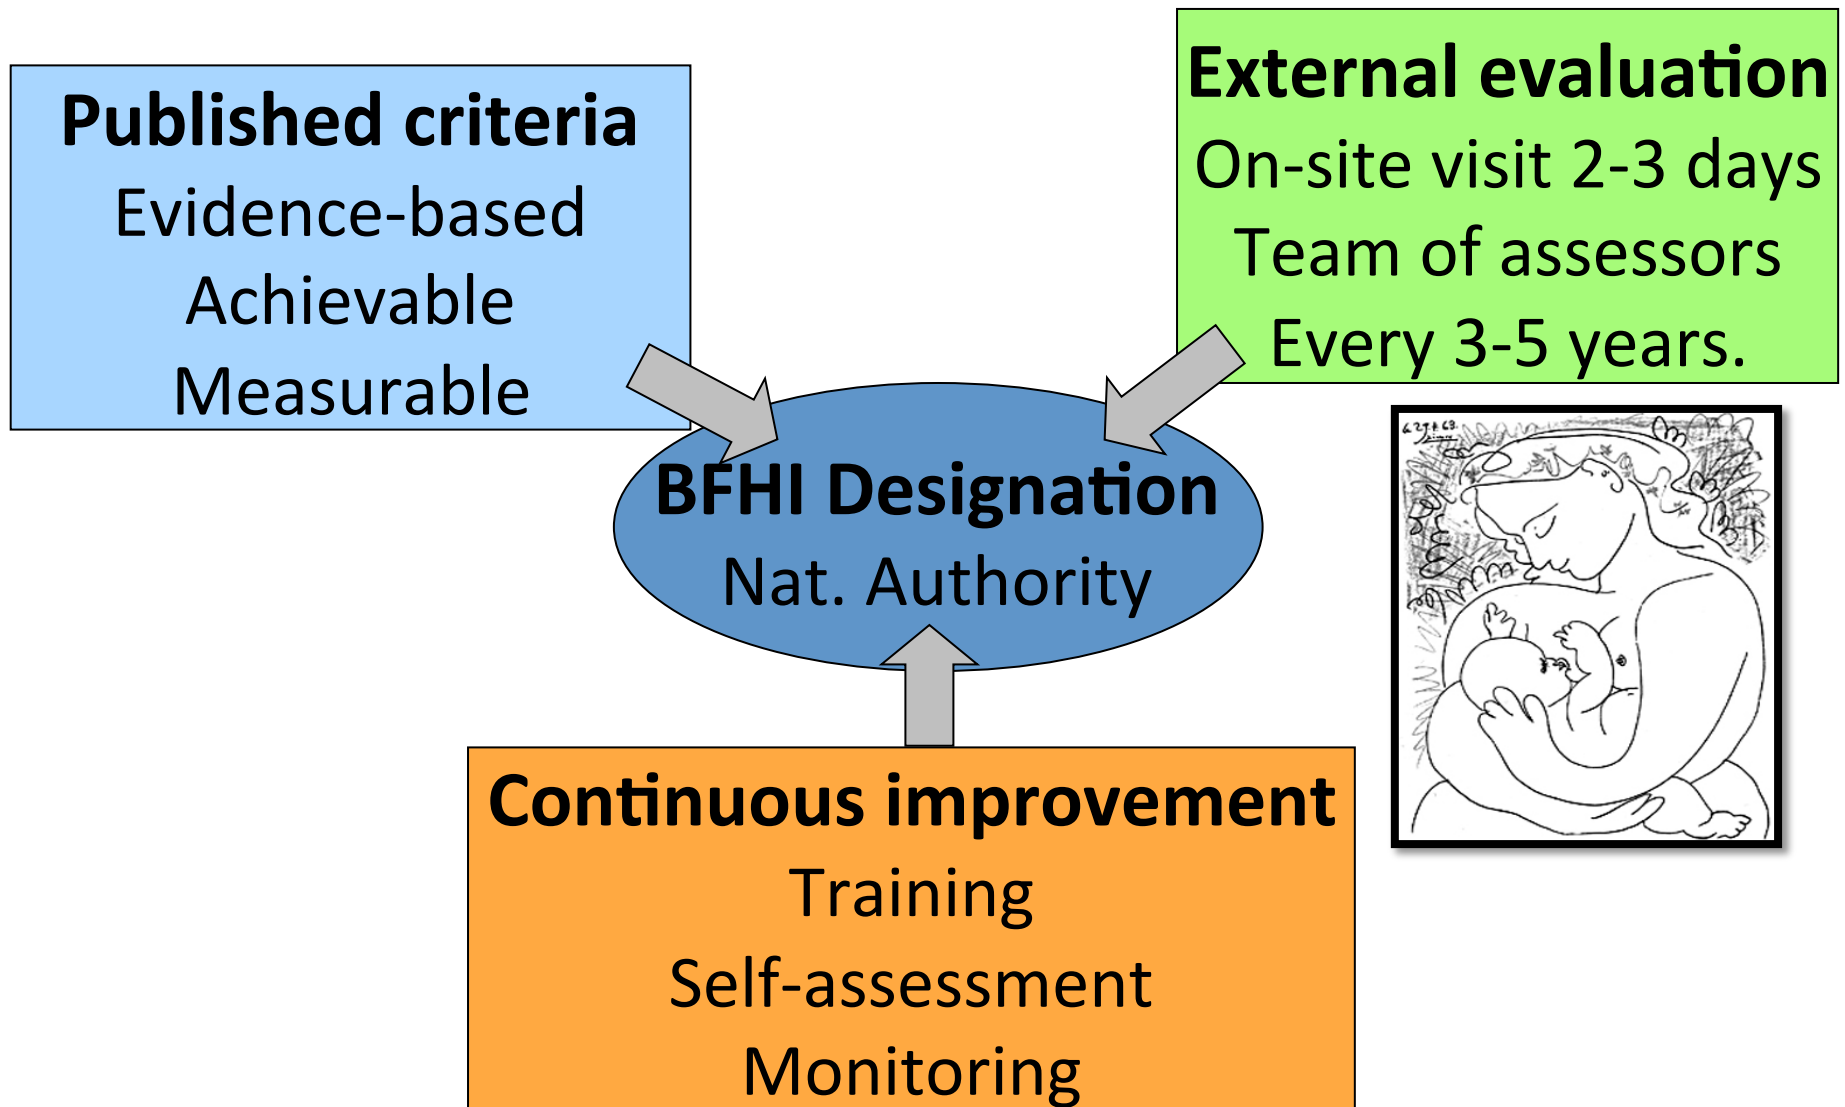 Published criteria
Evidence-based
Achievable
Measurable
External evaluation
On-site visit 2-3 days
Team of assessors
Every 3-5 years.
BFHI Designation
Nat. Authority
Continuous improvement
Training
Self-assessment
Monitoring